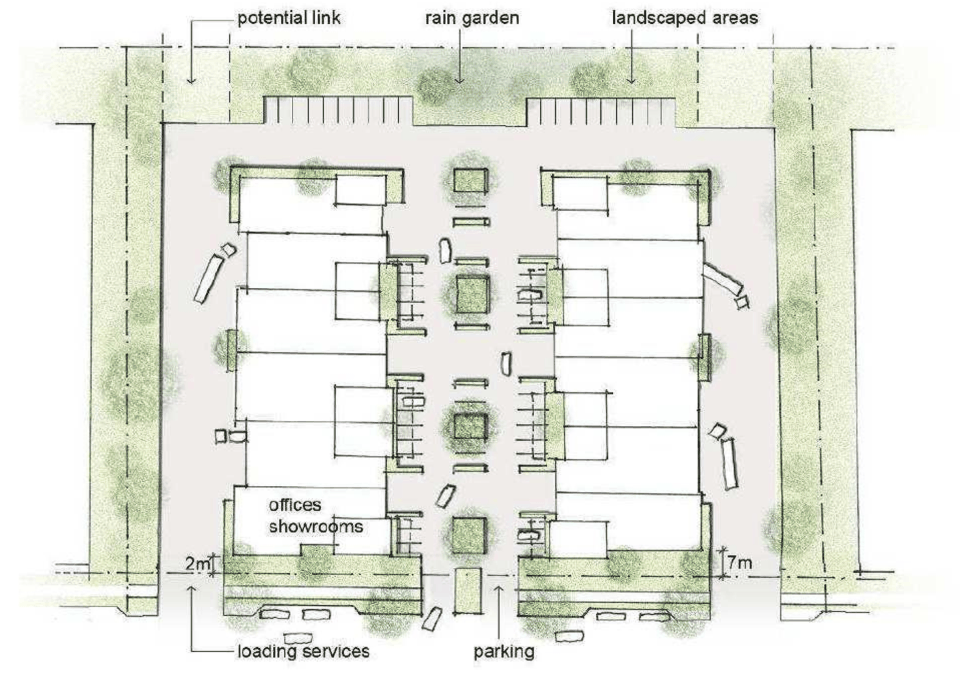 potential link
rain garden
landscaped areas
offices
showrooms
2m
7m
loading services
parking